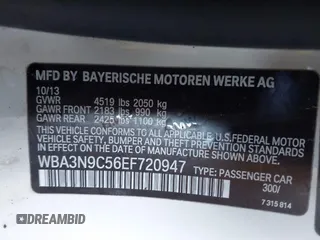 MFD BY BAYERISCHE MOTOREN WERKE AG
10/13
GVWR 4519 lbs 2050 kg
GAWR FRONT 2183 lbs 990 kg
GAWR REAR 2425 lbs 1100 kg
THIS VEHICLE CONFORMS TO ALL APPLICABLE U.S. FEDERAL MOTOR
VEHICLE SAFETY, BUMPER, AND THEFT PREVENTION STANDARDS IN
EFFECT ON THE DATE OF MANUFACTURE SHOWN ABOVE.
WBA3N9C56EF720947 TYPE: PASSENGER CAR
300/
7 315 814
AUTOBIDMASTER